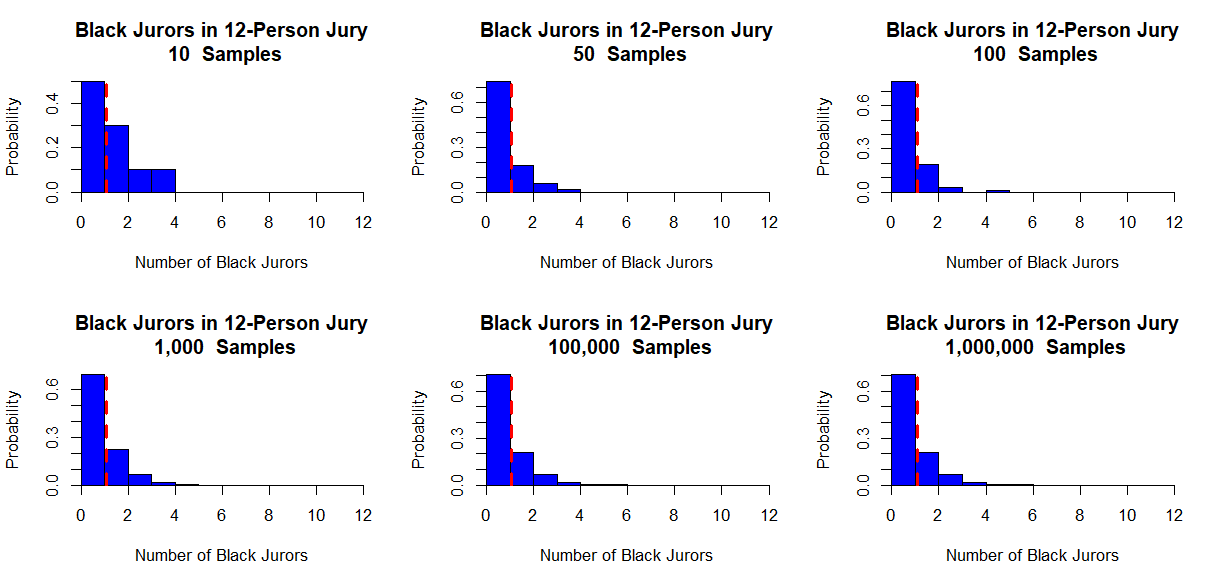 Black Jurors in 12-Person Jury
10 Samples
Probability
0.0 0.2 0.4
0 2 4 6 8 10 12
Number of Black Jurors
Black Jurors in 12-Person Jury
50 Samples
Probability
0.0 0.3 0.6
0 2 4 6 8 10 12
Number of Black Jurors
Black Jurors in 12-Person Jury
100 Samples
Probability
0.0 0.3 0.6
0 2 4 6 8 10 12
Number of Black Jurors
Black Jurors in 12-Person Jury
1,000 Samples
Probability
0.0 0.3 0.6
0 2 4 6 8 10 12
Number of Black Jurors
Black Jurors in 12-Person Jury
100,000 Samples
Probability
0.0 0.3 0.6
0 2 4 6 8 10 12
Number of Black Jurors
Black Jurors in 12-Person Jury
1,000,000 Samples
Probability
0.0 0.3 0.6
0 2 4 6 8 10 12
Number of Black Jurors